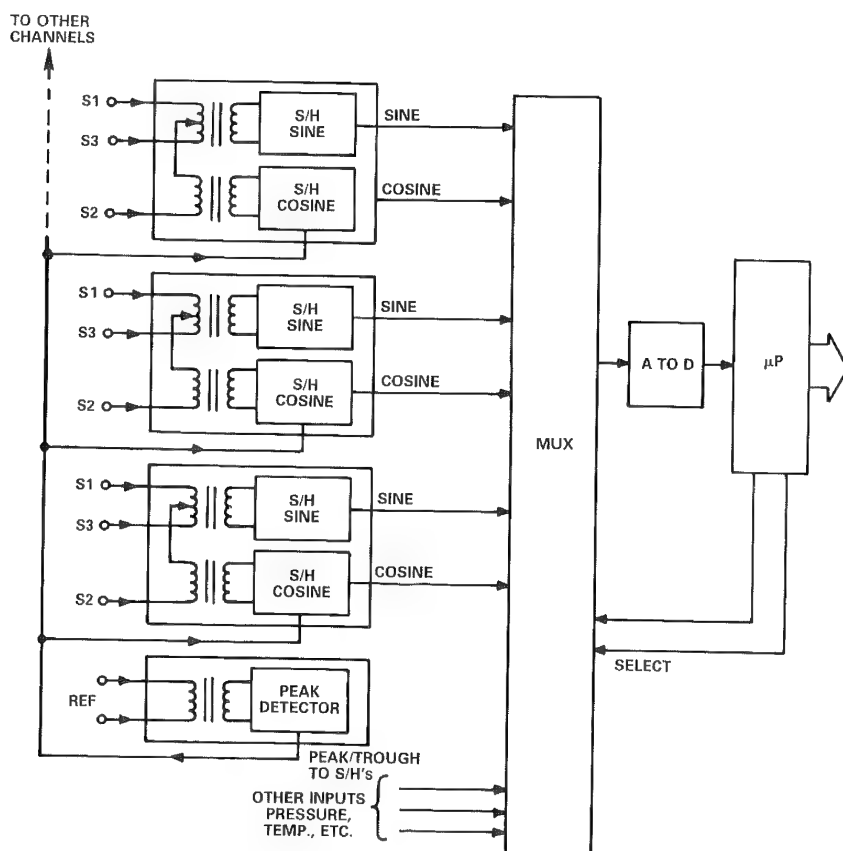 TO OTHER
CHANNELS
S1
S3
S2
S/H
SINE
S/H
COSINE
SINE
COSINE
S1
S3
S2
S/H
SINE
S/H
COSINE
SINE
COSINE
S1
S3
S2
S/H
SINE
S/H
COSINE
SINE
COSINE
REF
PEAK
DETECTOR
PEAK/TROUGH
TO S/H's
OTHER INPUTS
PRESSURE,
TEMP., ETC.
MUX
A TO D
μP
SELECT